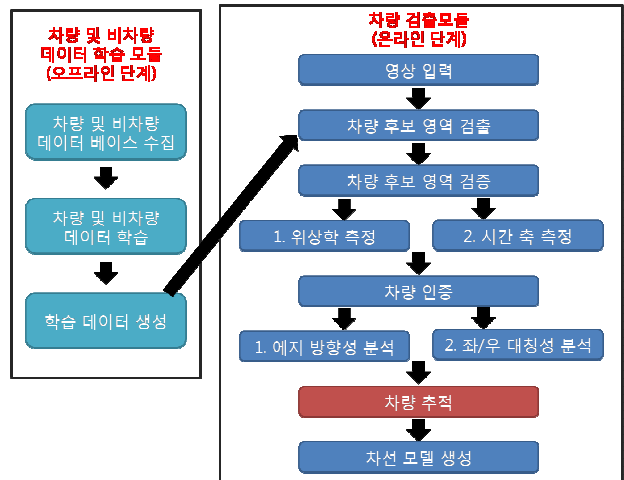 차량 및 비차량
데이터 학습 모듈
(오프라인 단계)
차량 및 비차량
데이터 베이스 수집
차량 및 비차량
데이터 학습
학습 데이터 생성
차량 검출모듈
(온라인 단계)
영상 입력
차량 후보 영역 검출
차량 후보 영역 검증
1. 위상학 측정
2. 시간 축 측정
차량 인증
1. 에지 방향성 분석
2. 좌/우 대칭성 분석
차량 추적
차선 모델 생성